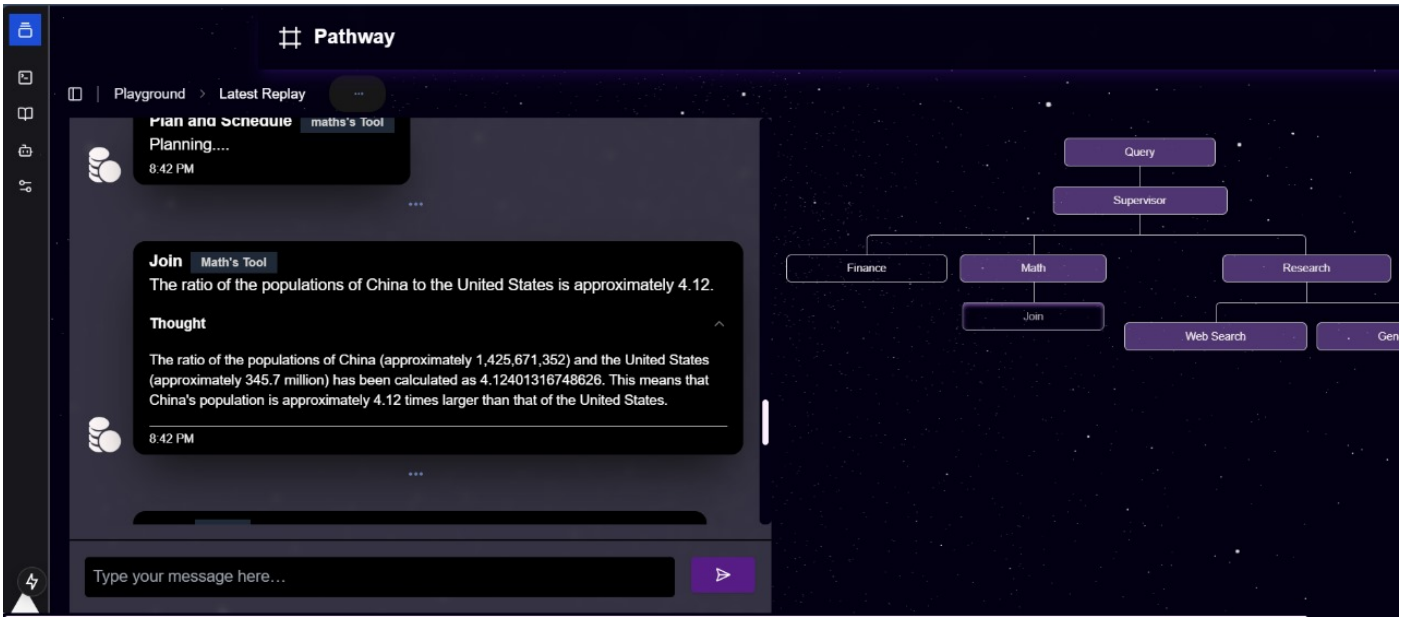 Pathway
Playground > Latest Replay ...
Plan and Schedule maths's Tool
Planning....
8:42 PM
Join Math's Tool
The ratio of the populations of China to the United States is approximately 4.12.
Thought
The ratio of the populations of China (approximately 1,425,671,352) and the United States
(approximately 345.7 million) has been calculated as 4.12401316748626. This means that
China's population is approximately 4.12 times larger than that of the United States.
8:42 PM
Type your message here...
Query
Supervisor
Finance
Math
Research
Join
Web Search
Gen